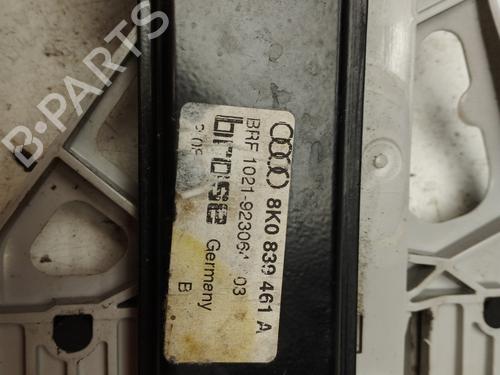 B-PARTS
8K0 839 461 A
BRF 1021-92306
03
brose
Germany
B